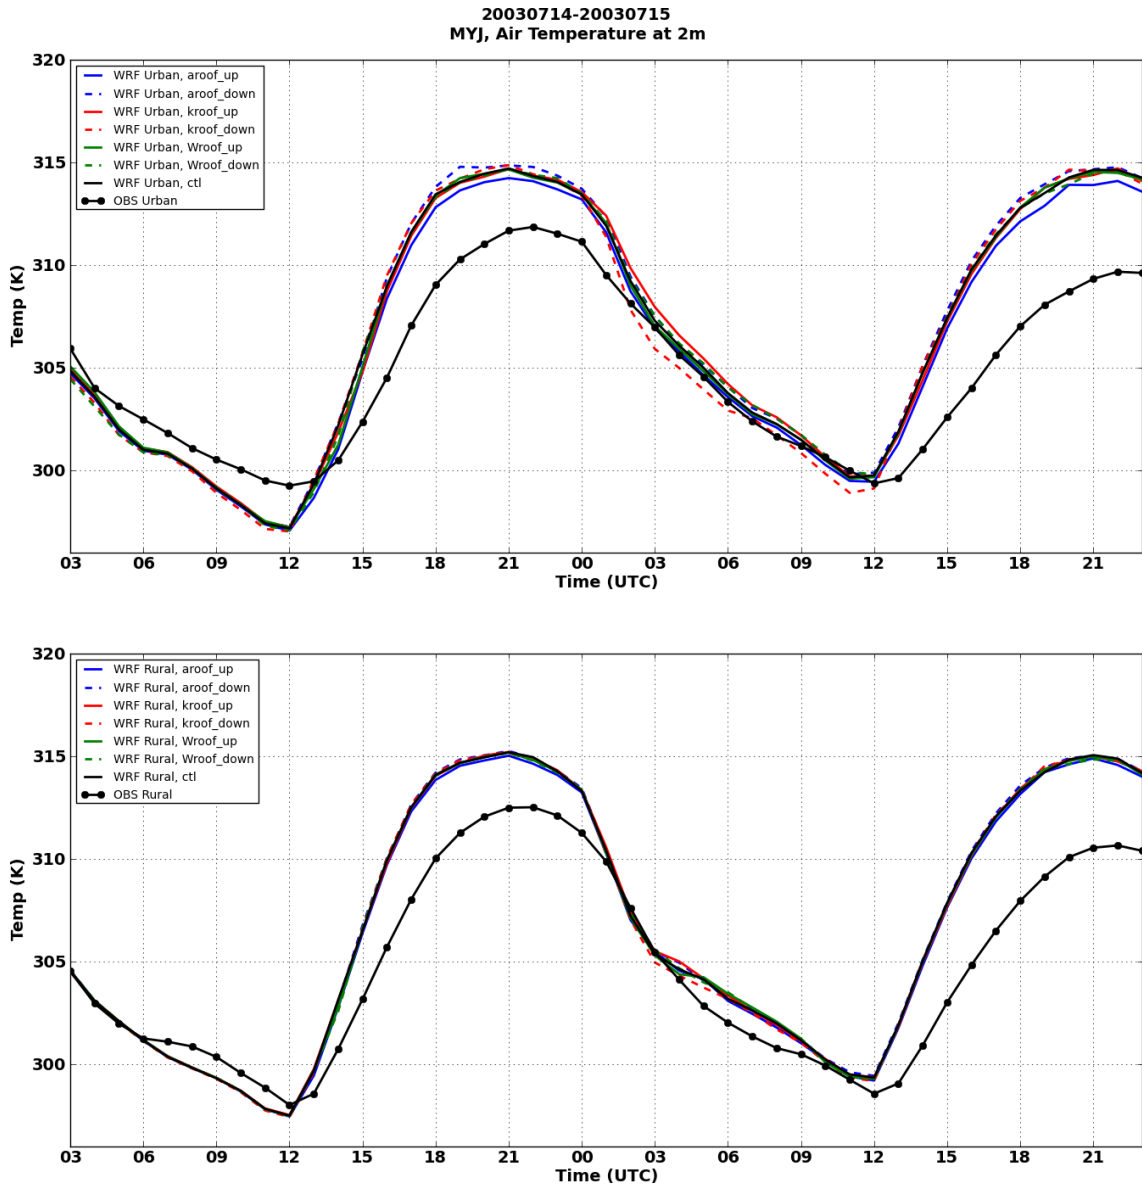 20030714-20030715
MYJ, Air Temperature at 2m
320
315
310
305
300
Temp (K)
WRF Urban, aroof_up
WRF Urban, aroof_down
WRF Urban, kroof_up
WRF Urban, kroof_down
WRF Urban, Wroof_up
WRF Urban, Wroof_down
WRF Urban, ctl
OBS Urban
03 06 09 12 15 18 21 00 03 06 09 12 15 18 21
Time (UTC)
320
315
310
305
300
Temp (K)
WRF Rural, aroof_up
WRF Rural, aroof_down
WRF Rural, kroof_up
WRF Rural, kroof_down
WRF Rural, Wroof_up
WRF Rural, Wroof_down
WRF Rural, ctl
OBS Rural
03 06 09 12 15 18 21 00 03 06 09 12 15 18 21
Time (UTC)